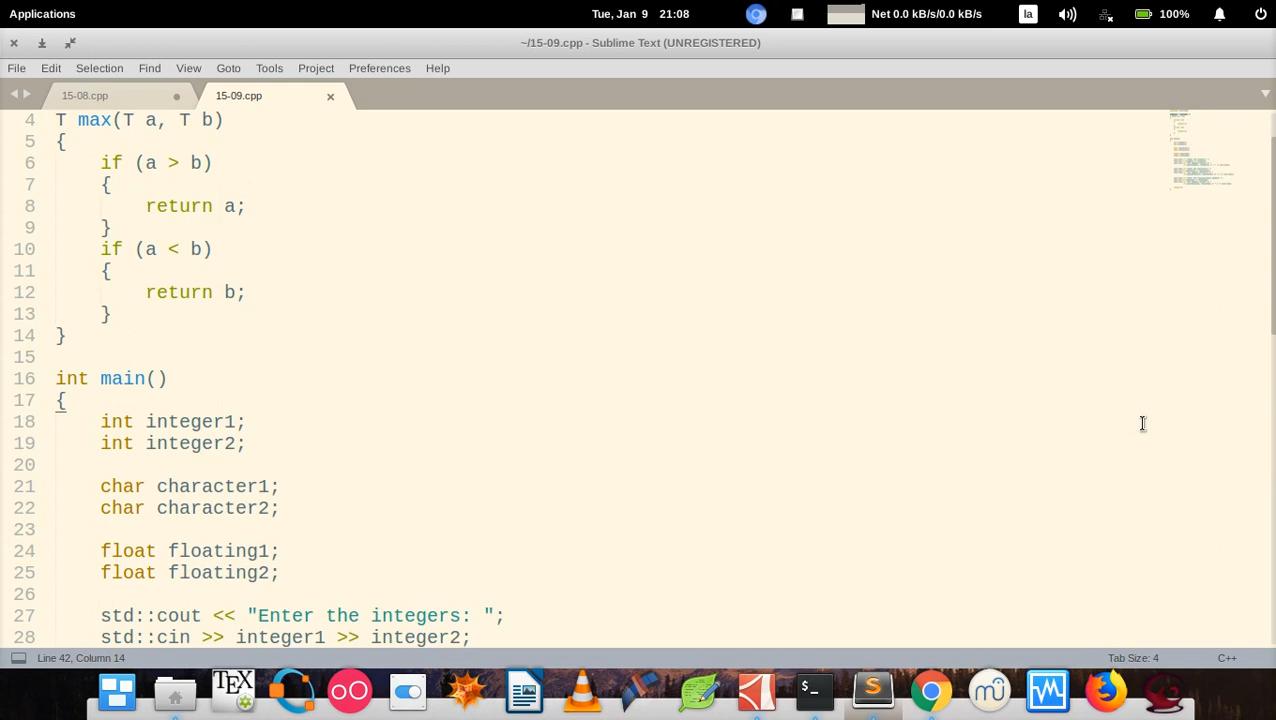 Applications
Tue, Jan 9 21:08
Net 0.0 kB/s/0.0 kB/s
la
100%
~/15-09.cpp - Sublime Text (UNREGISTERED)
File Edit Selection Find View Goto Tools Project Preferences Help
15-08.cpp
15-09.cpp
4 T max(T a, T b)
5 {
6 if (a > b)
7 {
8 return a;
9 }
10 if (a < b)
11 {
12 return b;
13 }
14 }
15
16 int main()
17 {
18 int integer1;
19 int integer2;
20
21 char character1;
22 char character2;
23
24 float floating1;
25 float floating2;
26
27 std::cout << "Enter the integers: ";
28 std::cin >> integer1 >> integer2;
Line 42, Column 14
Tab Size: 4
C++
TEX